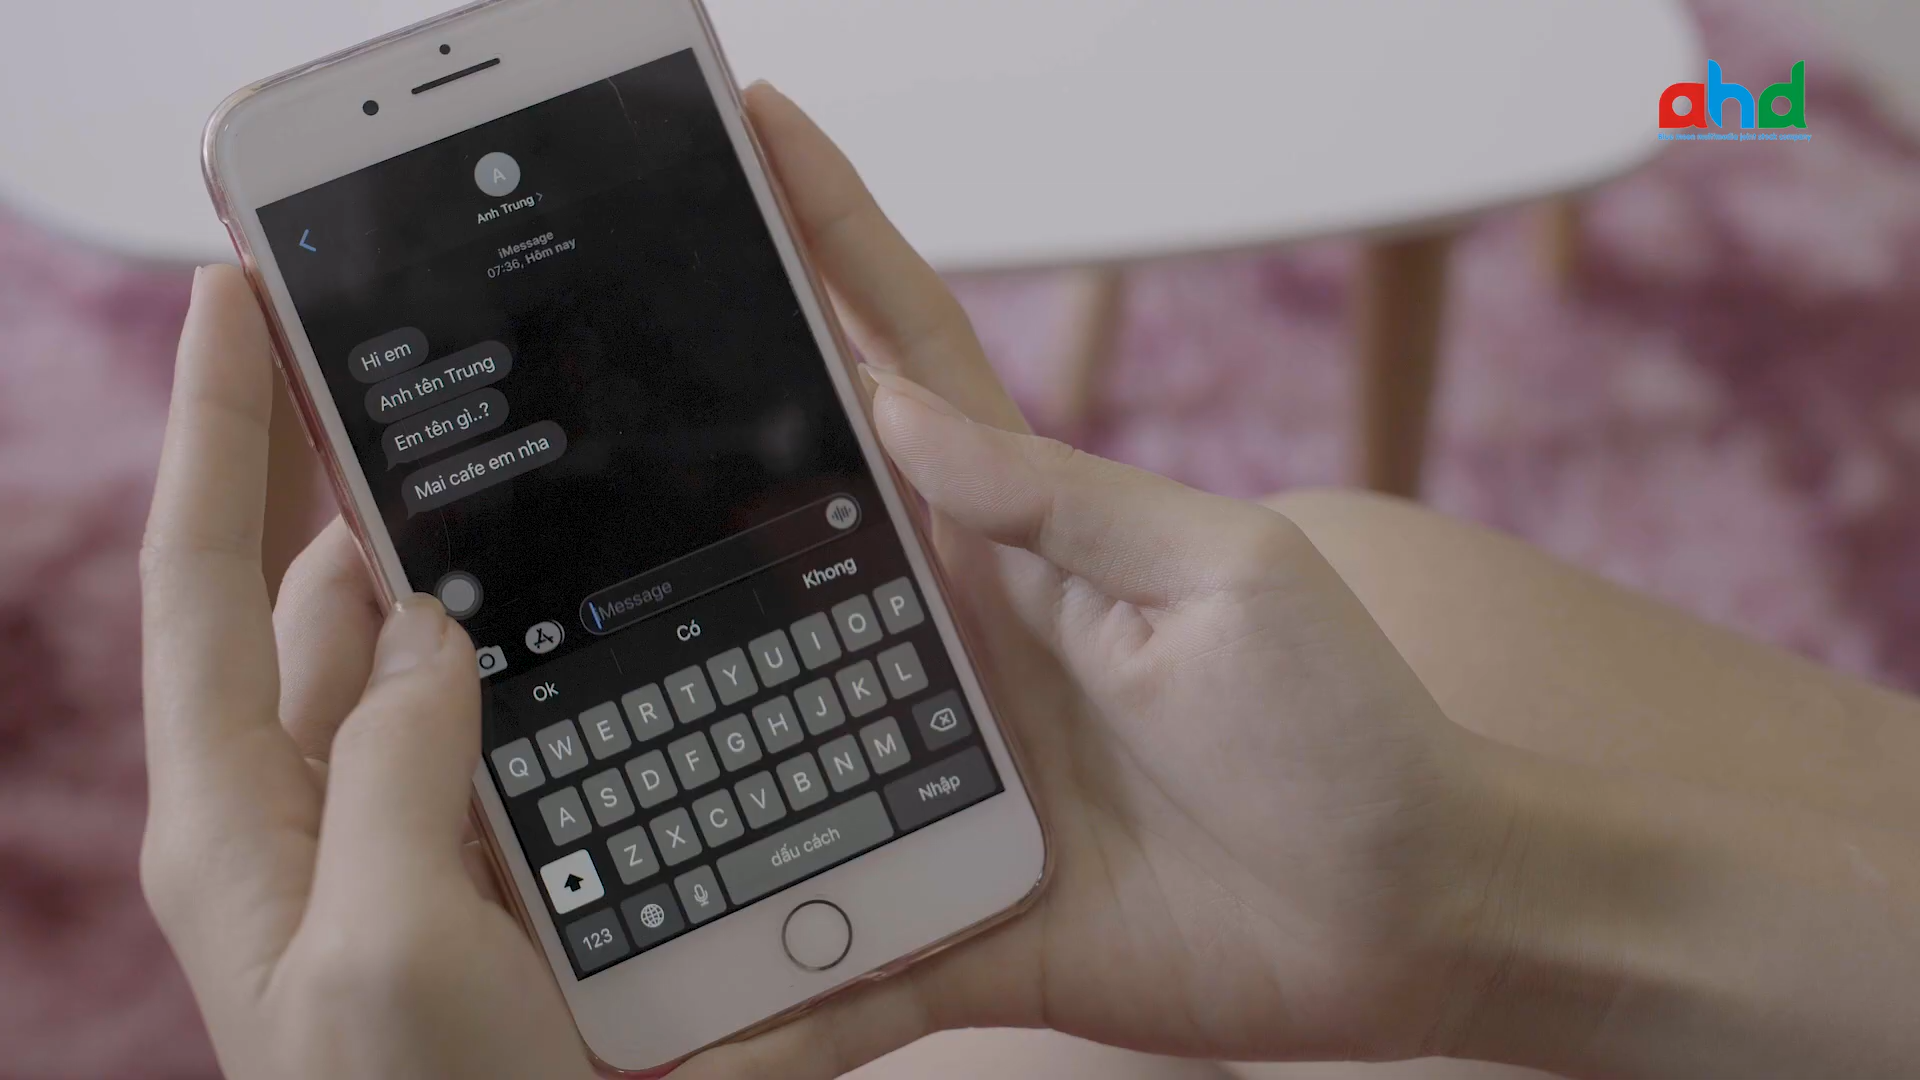 ahd
A
Anh Trung
iMessage
07:36, Hôm nay
Hi em
Anh tên Trung
Em tên gì..?
Mai cafe em nha
iMessage
Ok
Có
Khong
Q W E R T Y U I O P
A S D F G H J K L
Z X C V B N M
123
dấu cách
Nhập